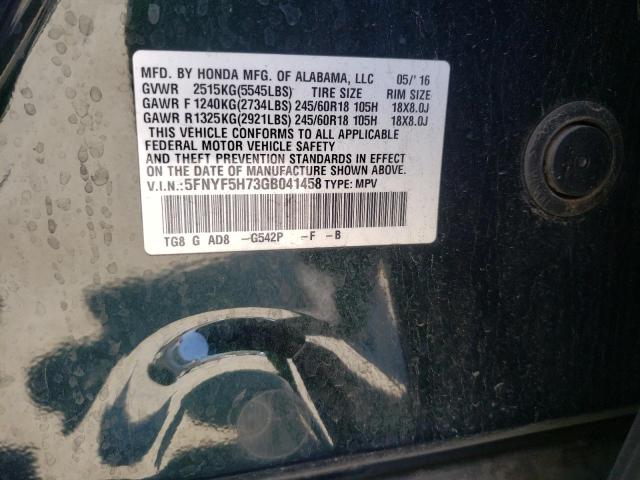 MFD. BY HONDA MFG. OF ALABAMA, LLC 05/'16
GVWR 2515KG(5545LBS) TIRE SIZE RIM SIZE
GAWR F 1240KG(2734LBS) 245/60R18 105H 18X8.0J
GAWR R 1325KG(2921LBS) 245/60R18 105H 18X8.0J
THIS VEHICLE CONFORMS TO ALL APPLICABLE
FEDERAL MOTOR VEHICLE SAFETY
AND THEFT PREVENTION STANDARDS IN EFFECT
ON THE DATE OF MANUFACTURE SHOWN ABOVE.
V.I.N.:5FNYF5H73GB041458 TYPE: MPV
TG8 G AD8 -G542P -F -B